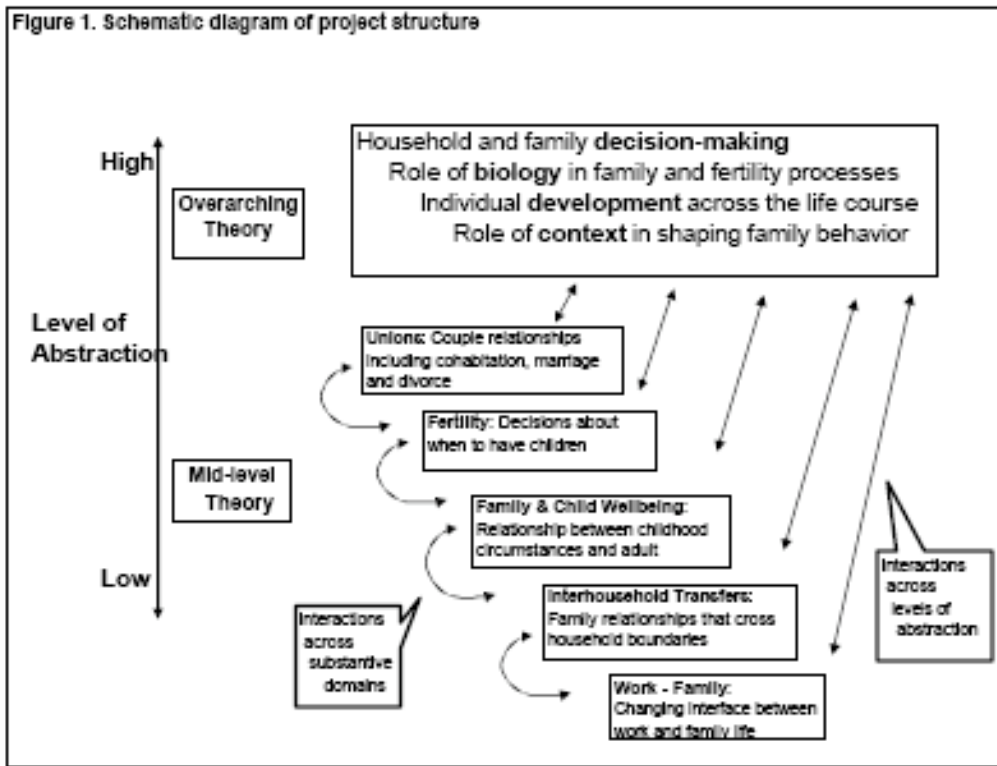 Figure 1. Schematic diagram of project structure
High
Overarching
Theory
Household and family decision-making
Role of biology in family and fertility processes
Individual development across the life course
Role of context in shaping family behavior
Level of
Abstraction
Unions: Couple relationships
including cohabitation, marriage
and divorce
Fertility: Decisions about
when to have children
Mid-level
Theory
Family & Child Wellbeing:
Relationship between childhood
circumstances and adult
Low
Interhousehold Transfers:
Family relationships that cross
household boundaries
Interactions
across
levels of
abstraction
Interactions
across
substantive
domains
Work - Family:
Changing interface between
work and family life